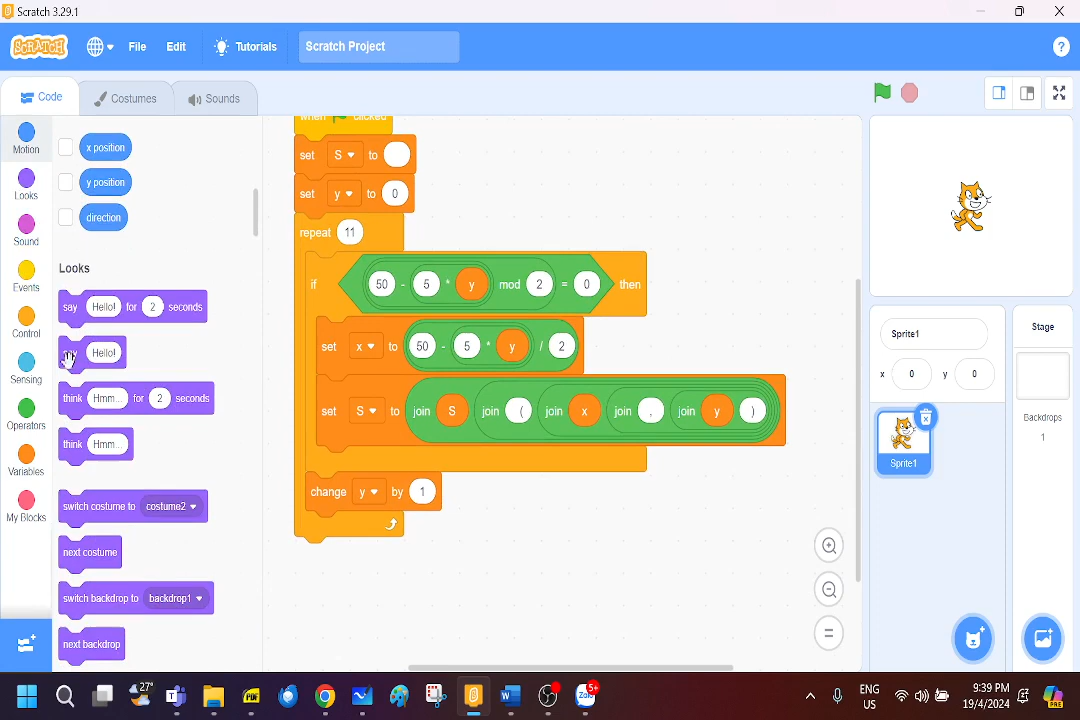 Scratch 3.29.1
SCRATCH File Edit Tutorials Scratch Project
Code Costumes Sounds
Motion
Looks
Sound
Events
Control
Sensing
Operators
Variables
My Blocks
x position
y position
direction
Looks
say Hello! for 2 seconds
Hello!
think Hmm... for 2 seconds
think Hmm...
switch costume to costume2
next costume
switch backdrop to backdrop1
next backdrop
when clicked
set S to
set y to 0
repeat 11
if 50 - 5 * y mod 2 = 0 then
set x to 50 - 5 * y / 2
set S to join S join ( join x join , join y )
change y by 1
Sprite1
x 0 y 0
Sprite1
Stage
Backdrops
1
27°
PDF
5+
ENG
US
9:39 PM
19/4/2024
PRE